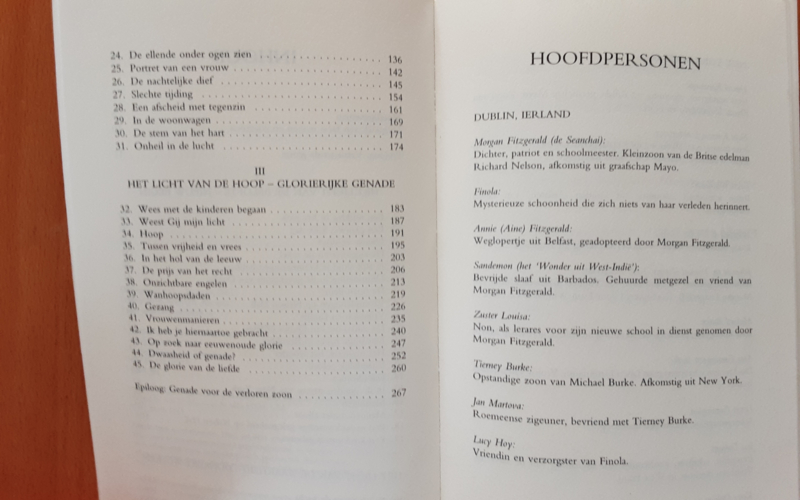 24. De ellende onder ogen zien 136
25. Portret van een vrouw 142
26. De nachtelijke dief 145
27. Slechte tijding 154
28. Een afscheid met tegenzin 161
29. In de woonwagen 169
30. De stem van het hart 171
31. Onheil in de lucht 174
III
HET LICHT VAN DE HOOP – GLORIERIJKE GENADE
32. Wees met de kinderen begaan 183
33. Weest Gij mijn licht 187
34. Hoop 191
35. Tussen vrijheid en vrees 195
36. In het hol van de leeuw 203
37. De prijs van het recht 206
38. Onzichtbare engelen 213
39. Wanhoopsdaden 219
40. Gezang 226
41. Vrouwenmanieren 235
42. Ik heb je hiernaartoe gebracht 240
43. Op zoek naar eeuwenoude glorie 247
44. Dwaasheid of genade? 252
45. De glorie van de liefde 260
Epiloog: Genade voor de verloren zoon 267
HOOFDPERSONEN
DUBLIN, IERLAND
Morgan Fitzgerald (de Seanchai):
Dichter, patriot en schoolmeester. Kleinzoon van de Britse edelman
Richard Nelson, afkomstig uit graafschap Mayo.
Finola:
Mysterieuze schoonheid die zich niets van haar verleden herinnert.
Annie (Aine) Fitzgerald:
Weglopertje uit Belfast, geadopteerd door Morgan Fitzgerald.
Sandemon (het 'Wonder uit West-Indië'):
Bevrijde slaaf uit Barbados. Gehuurde metgezel en vriend van
Morgan Fitzgerald.
Zuster Louisa:
Non, als lerares voor zijn nieuwe school in dienst genomen door
Morgan Fitzgerald.
Tierney Burke:
Opstandige zoon van Michael Burke. Afkomstig uit New York.
Jan Martova:
Roemeense zigeuner, bevriend met Tierney Burke.
Lucy Hoy:
Vriendin en verzorgster van Finola.